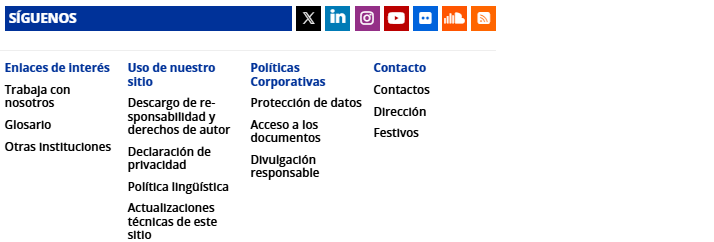 SÍGUENOS
in
Enlaces de interés
Trabaja con
nosotros
Glosario
Otras instituciones
Uso de nuestro
sitio
Descargo de re-
sponsabilidad y
derechos de autor
Declaración de
privacidad
Política lingüística
Actualizaciones
técnicas de este
sitio
Políticas
Corporativas
Protección de datos
Acceso a los
documentos
Divulgación
responsable
Contacto
Contactos
Dirección
Festivos